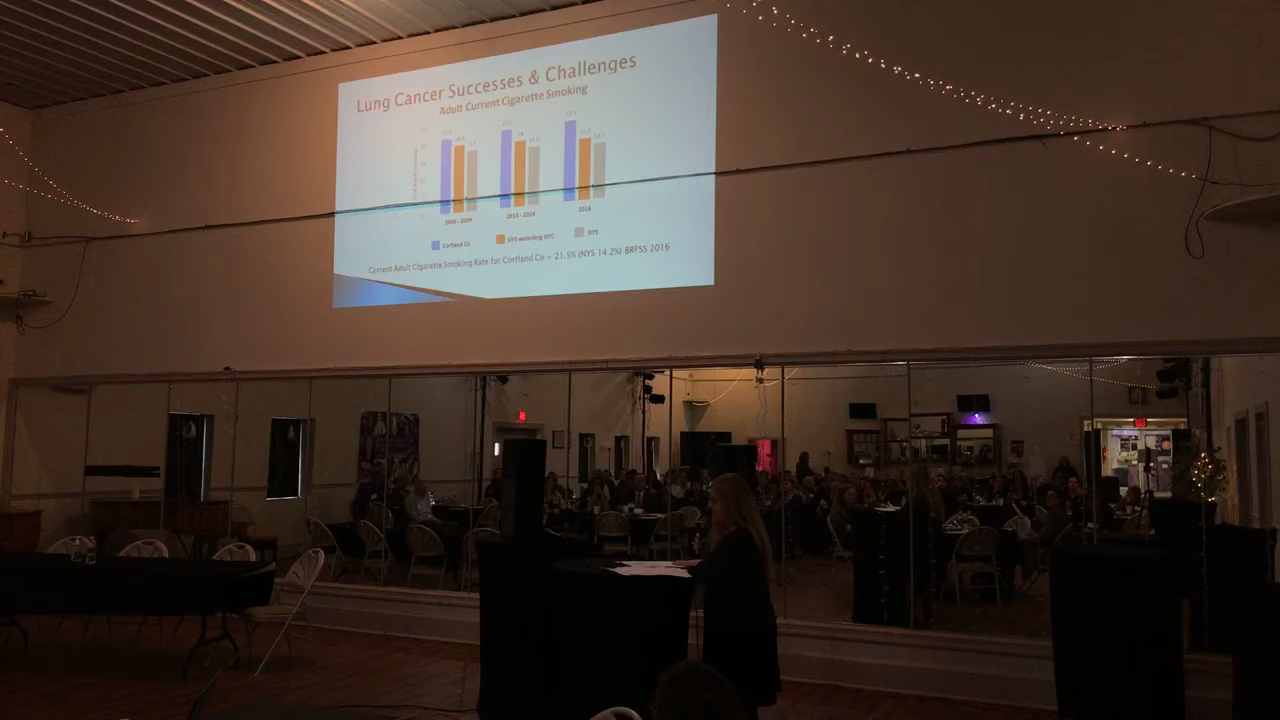 Lung Cancer Successes & Challenges
Adult Current Cigarette Smoking
2008 - 2009
2013 - 2014
2016
Cortland Co
NYS excluding NYC
NYS
Current Adult Cigarette Smoking Rate for Cortland Co – 21.5% (NYS 14.2%) BRFSS 2016